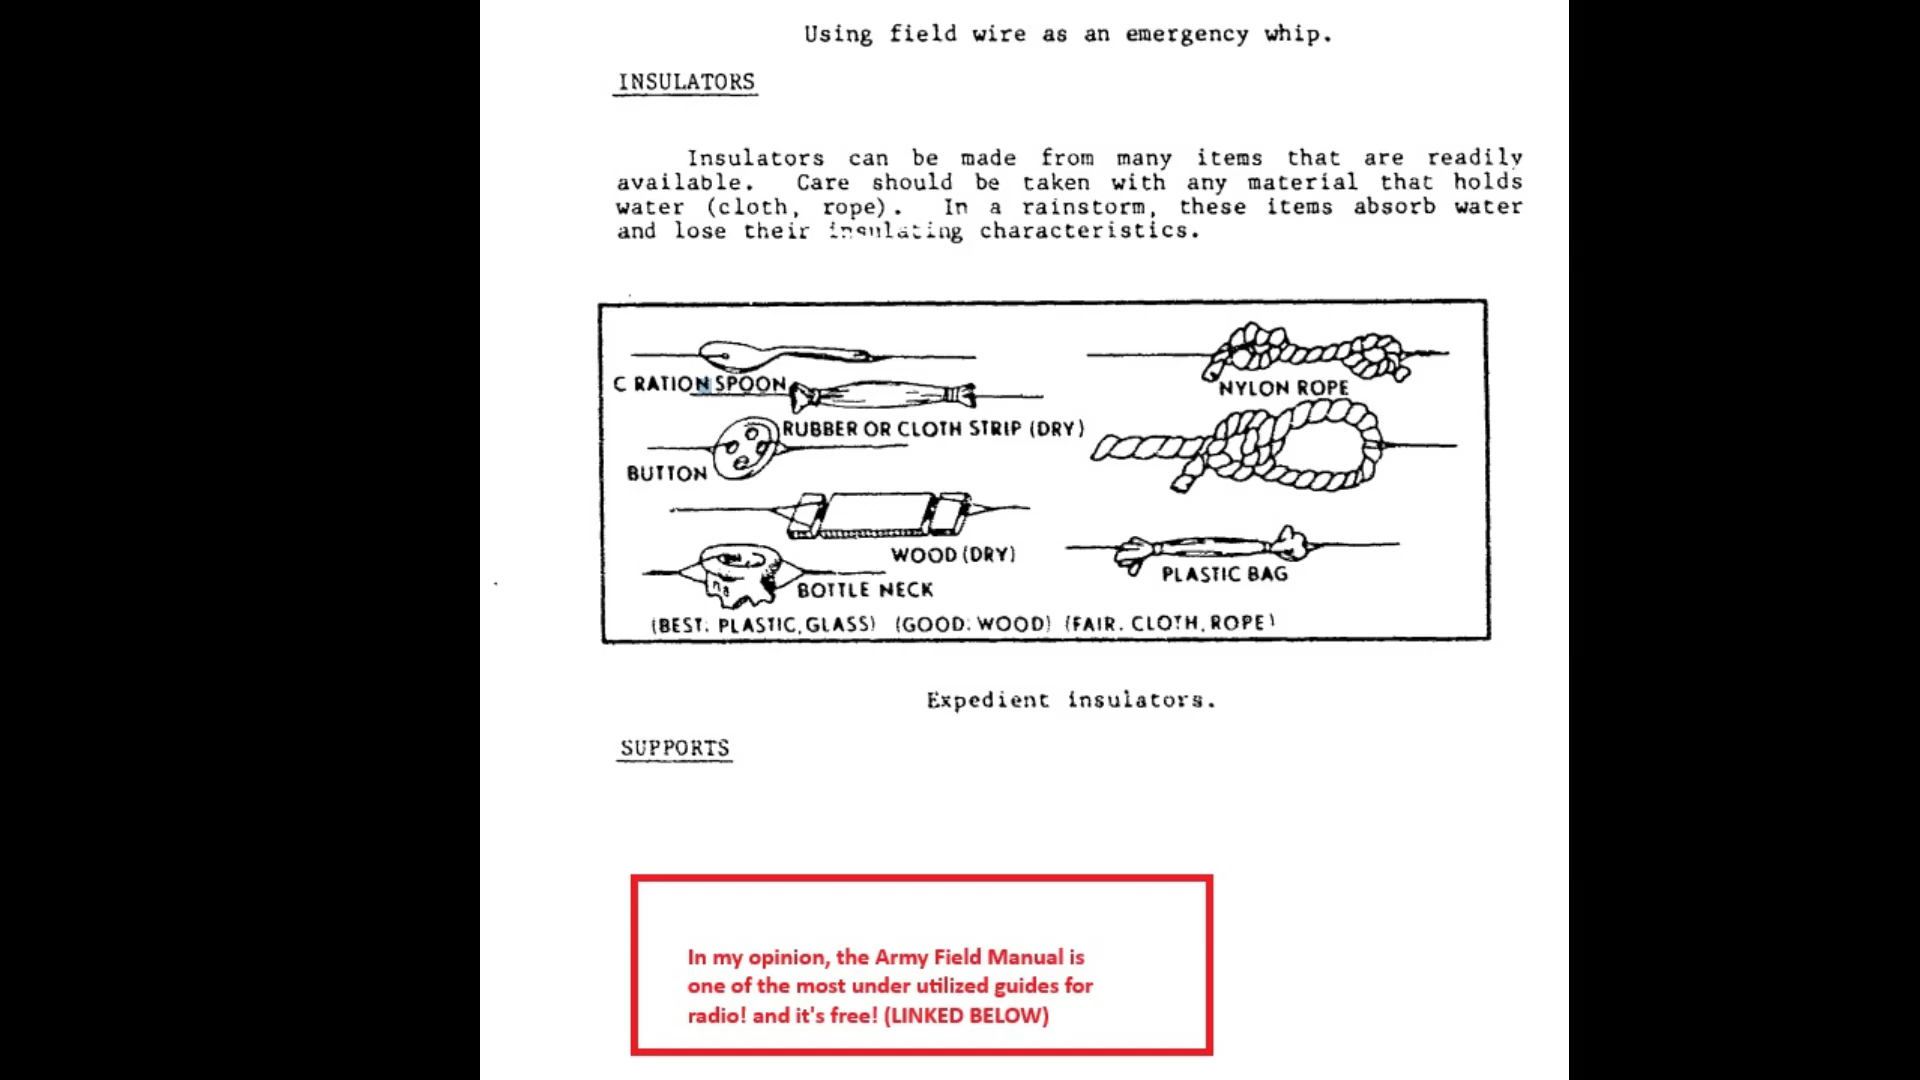 Using field wire as an emergency whip.
INSULATORS
Insulators can be made from many items that are readily
available. Care should be taken with any material that holds
water (cloth, rope). In a rainstorm, these items absorb water
and lose their insulating characteristics.
C RATION SPOON
NYLON ROPE
RUBBER OR CLOTH STRIP (DRY)
BUTTON
WOOD (DRY)
PLASTIC BAG
BOTTLE NECK
(BEST: PLASTIC, GLASS) (GOOD: WOOD) (FAIR. CLOTH, ROPE)
Expedient insulators.
SUPPORTS
In my opinion, the Army Field Manual is
one of the most under utilized guides for
radio! and it's free! (LINKED BELOW)